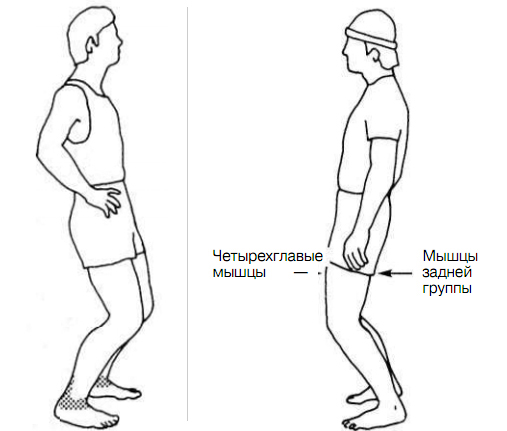 Четырехглавые
мышцы
Мышцы
задней
группы